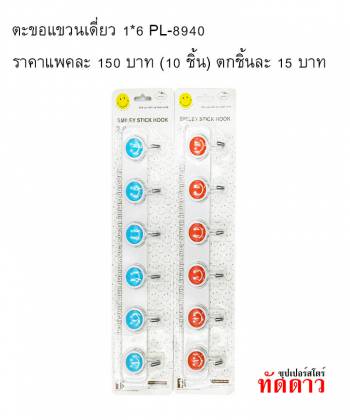 ตะขอแขวนเดี่ยว 1*6 PL-8940
ราคาแพคละ 150 บาท (10 ชิ้น) ตกชิ้นละ 15 บาท
SMILEY STICK HOOK
SMILEY STICK HOOK
ซุปเปอร์สโตร์
ทัดดาว